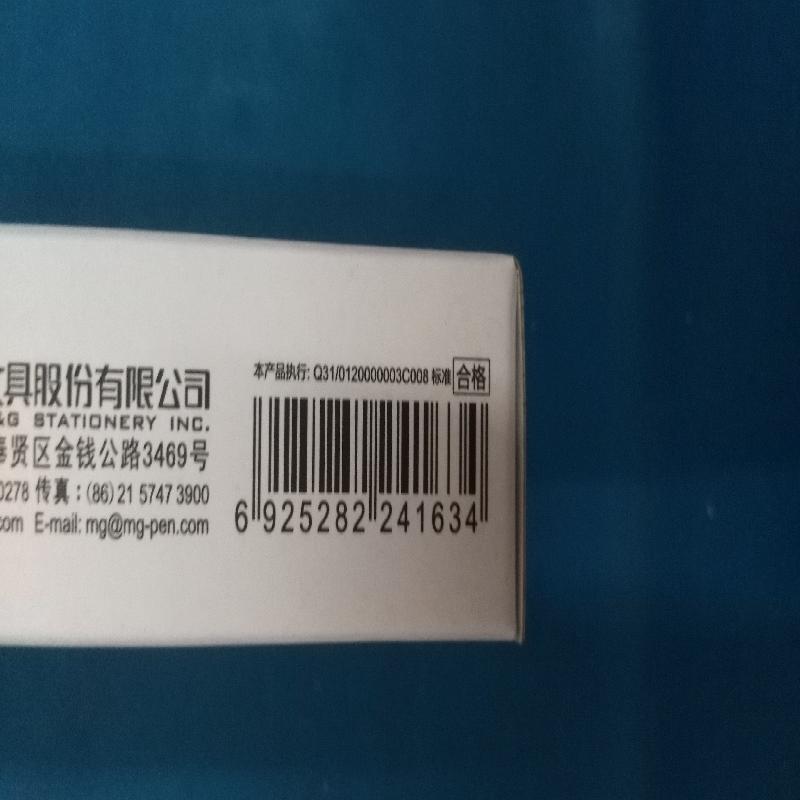 具股份有限公司
&G STATIONERY INC.
奉贤区金钱公路3469号
0278 传真：(86)21 5747 3900
com E-mail: mg@mg-pen.com
本产品执行: Q31/0120000003C008 标准 合格
6 925282 241634